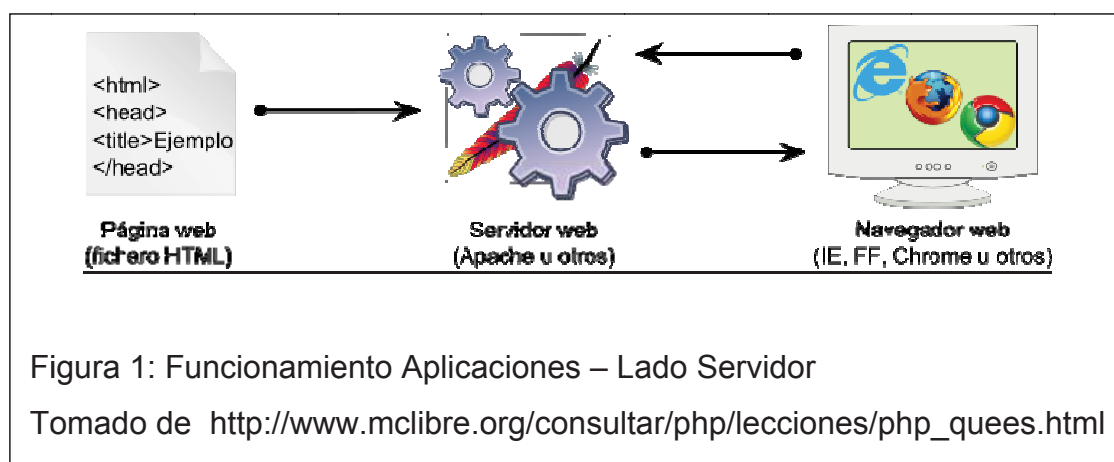 <html>
<head>
<title>Ejemplo
</head>
Página web
(fichero HTML)
Servidor web
(Apache u otros)
Navegador web
(IE, FF, Chrome u otros)
Figura 1: Funcionamiento Aplicaciones – Lado Servidor
Tomado de http://www.mclibre.org/consultar/php/lecciones/php_quees.html